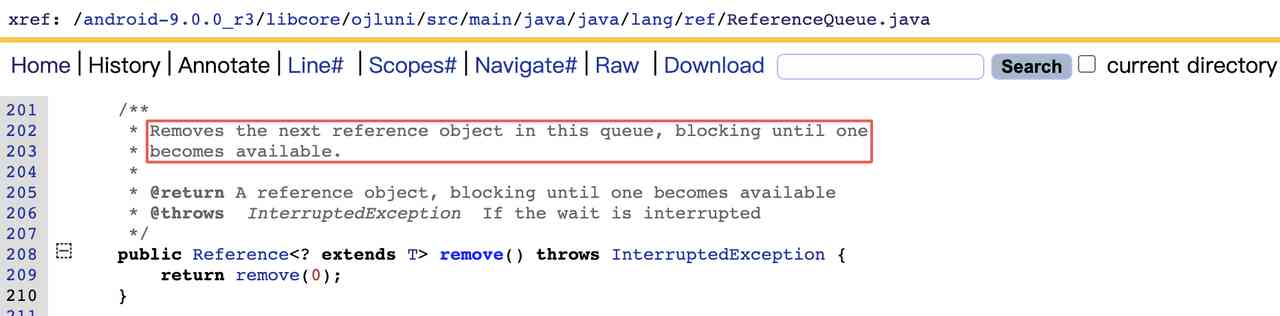 xref: /android-9.0.0_r3/libcore/ojluni/src/main/java/java/lang/ref/ReferenceQueue.java
Home | History | Annotate | Line# | Scopes# | Navigate# | Raw | Download Search current directory
201 /**
202 * Removes the next reference object in this queue, blocking until one
203 * becomes available.
204 *
205 * @return A reference object, blocking until one becomes available
206 * @throws InterruptedException If the wait is interrupted
207 */
208 public Reference<? extends T> remove() throws InterruptedException {
209 return remove(0);
210 }
211